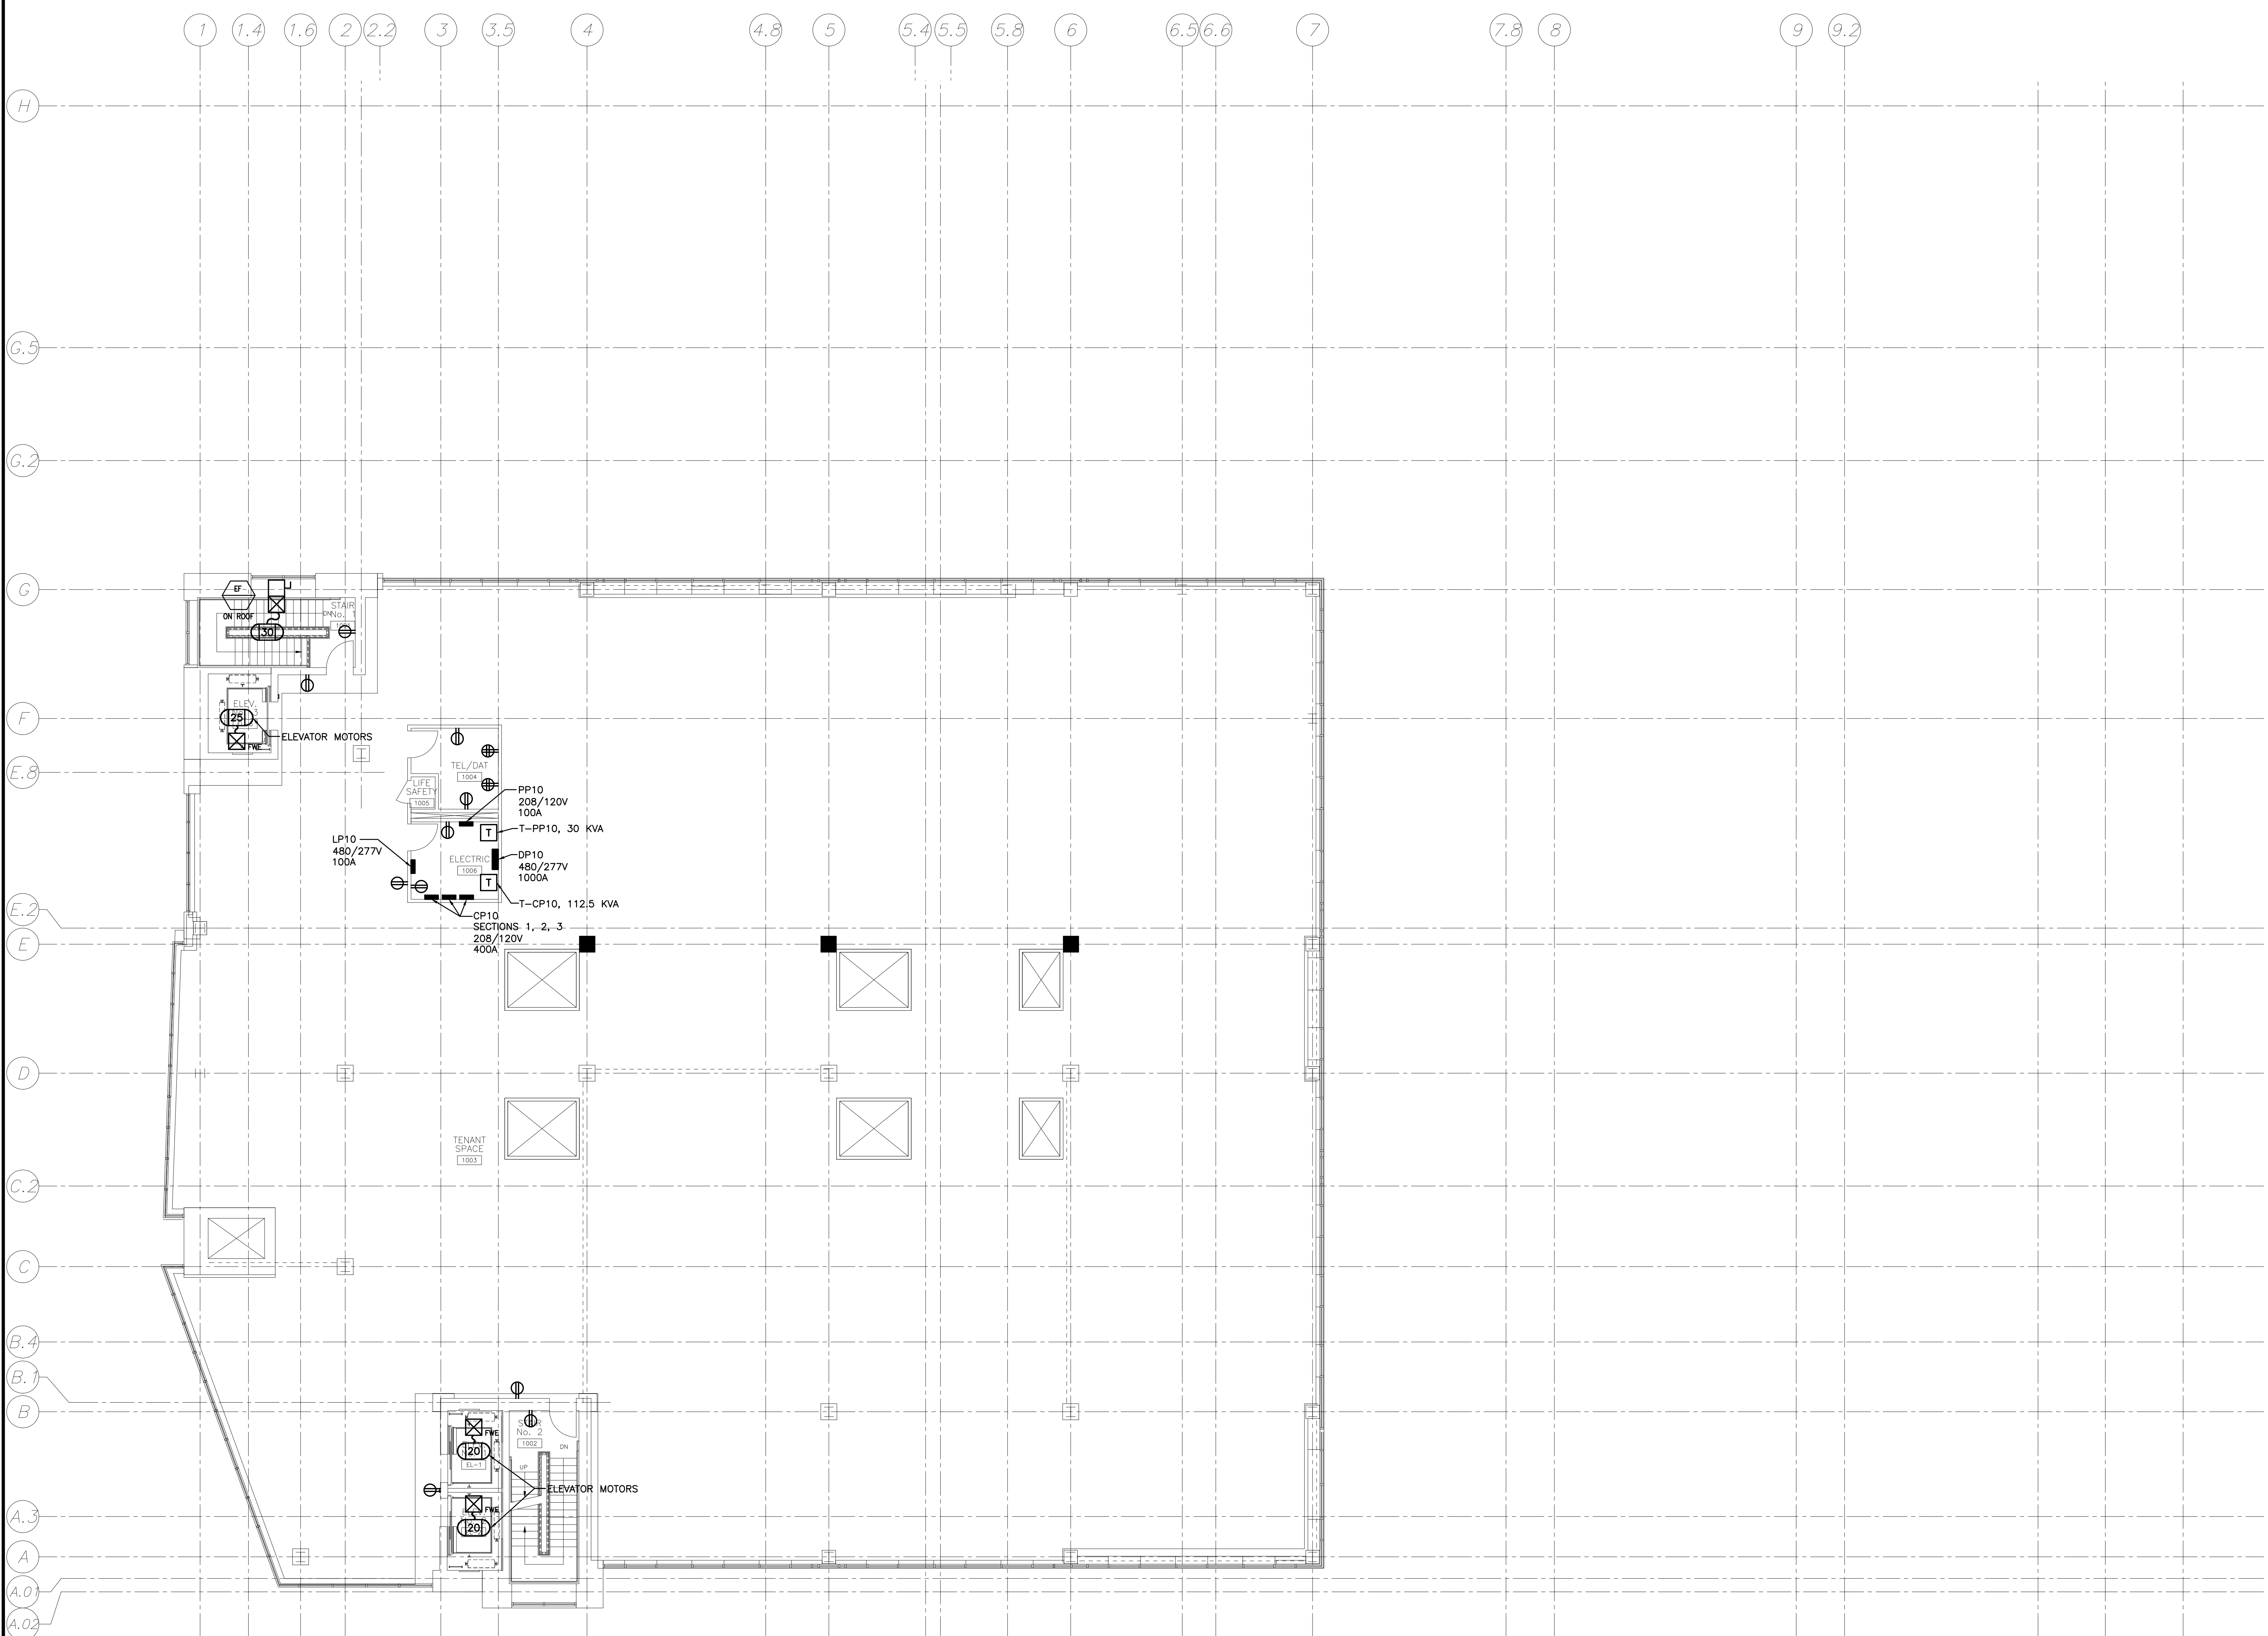 1
1.4
1.6
2
2.2
3
3.5
4
4.8
5
5.4
5.5
5.8
6
6.5
6.6
7
7.8
8
9
9.2
H
G.5
G.2
G
F
E.8
E.2
E
D
C.2
C
B.4
B.1
B
A.3
A
A.01
A.02
EF
ON ROOF
STAIR
No. 1
DN
30
ELEV.
3
25
FWE
ELEVATOR MOTORS
TEL/DAT
1004
LIFE
SAFETY
1005
PP10
208/120V
100A
T-PP10, 30 KVA
LP10
480/277V
100A
ELECTRIC
1006
DP10
480/277V
1000A
T-CP10, 112.5 KVA
CP10
SECTIONS 1, 2, 3
208/120V
400A
TENANT
SPACE
1003
FWE
20
EL-1
No. 2
1002
DN
UP
ELEVATOR MOTORS
FWE
20
T
T